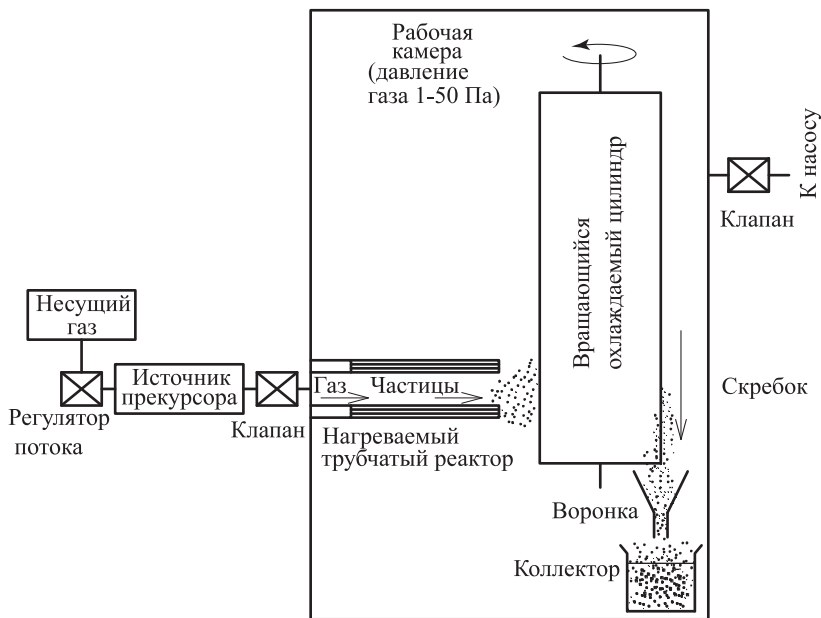 Рабочая
камера
(давление
газа 1-50 Па)
К насосу
Клапан
Вращающийся
охлаждаемый цилиндр
Несущий
газ
Источник
прекурсора
Регулятор
потока
Клапан
Газ
Частицы
Нагреваемый
трубчатый реактор
Скребок
Воронка
Коллектор